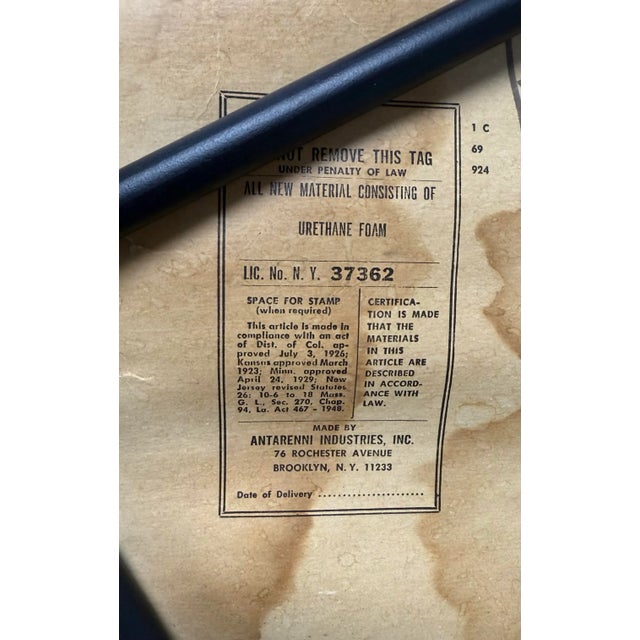 NOT REMOVE THIS TAG
UNDER PENALTY OF LAW
ALL NEW MATERIAL CONSISTING OF
URETHANE FOAM
LIC. No. N. Y. 37362
SPACE FOR STAMP
(when required)
This article is made in
compliance with an act
of Dist. of Col. ap-
proved July 3, 1926;
Kansas approved March
1923; Minn. approved
April 24, 1929; New
Jersey revised Statutes
26: 10-6 to 18 Mass.
G. L., Sec. 270, Chap.
94, La. Act 467 - 1948.
CERTIFICA-
TION IS MADE
THAT THE
MATERIALS
IN THIS
ARTICLE ARE
DESCRIBED
IN ACCORD-
ANCE WITH
LAW.
MADE BY
ANTARENNI INDUSTRIES, INC.
76 ROCHESTER AVENUE
BROOKLYN, N. Y. 11233
Date of Delivery ......................
1 C
69
924